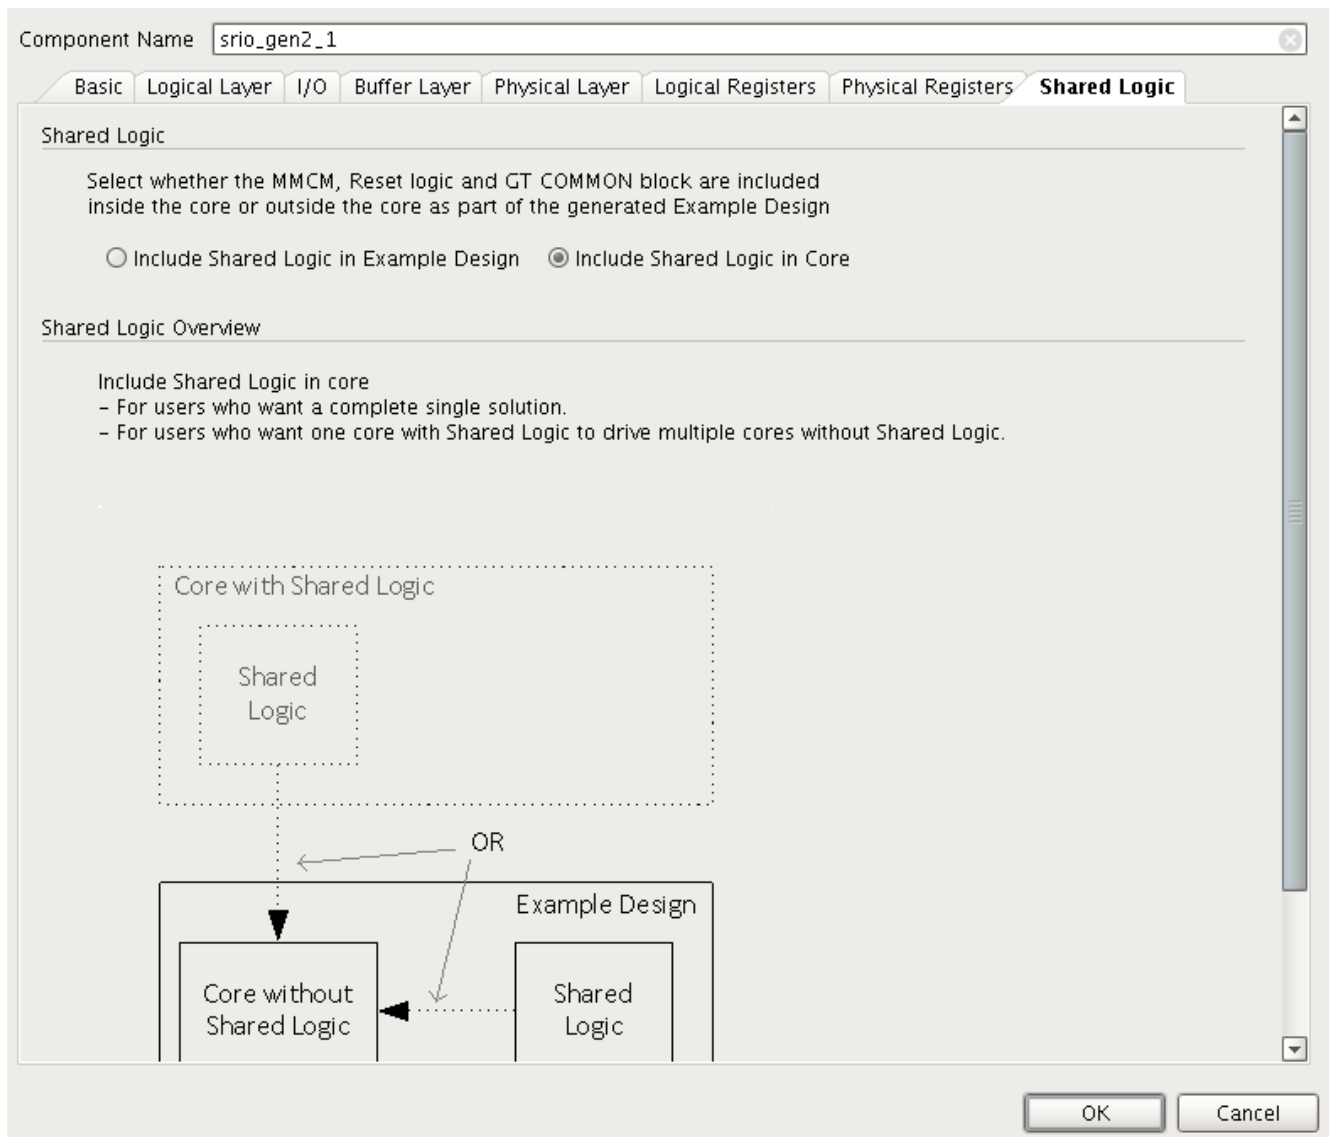 Component Name srio_gen2_1
Basic Logical Layer I/O Buffer Layer Physical Layer Logical Registers Physical Registers Shared Logic
Shared Logic
Select whether the MMCM, Reset logic and GT COMMON block are included
inside the core or outside the core as part of the generated Example Design
Include Shared Logic in Example Design Include Shared Logic in Core
Shared Logic Overview
Include Shared Logic in core
– For users who want a complete single solution.
– For users who want one core with Shared Logic to drive multiple cores without Shared Logic.
Core with Shared Logic
Shared
Logic
OR
Example Design
Core without
Shared Logic
Shared
Logic
OK Cancel